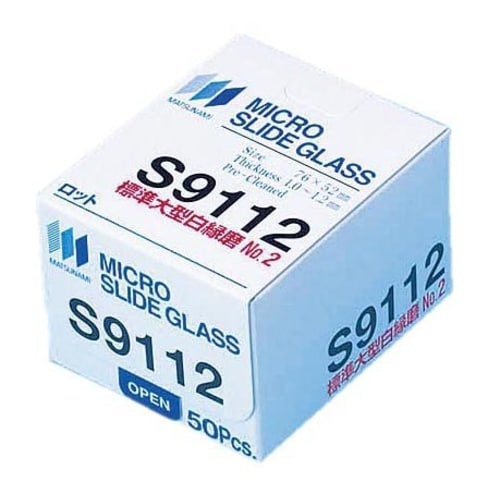 MATSUNAMI
MICRO
SLIDE GLASS
Size 76×52㎜
Thickness 1.0~1.2㎜
Pre-Cleaned
S9112
標準大型白縁磨 No.2
ロット
MATSUNAMI
MICRO
SLIDE GLASS
S9112
OPEN
50Pcs.
S9112
標準大型白縁磨 No.2